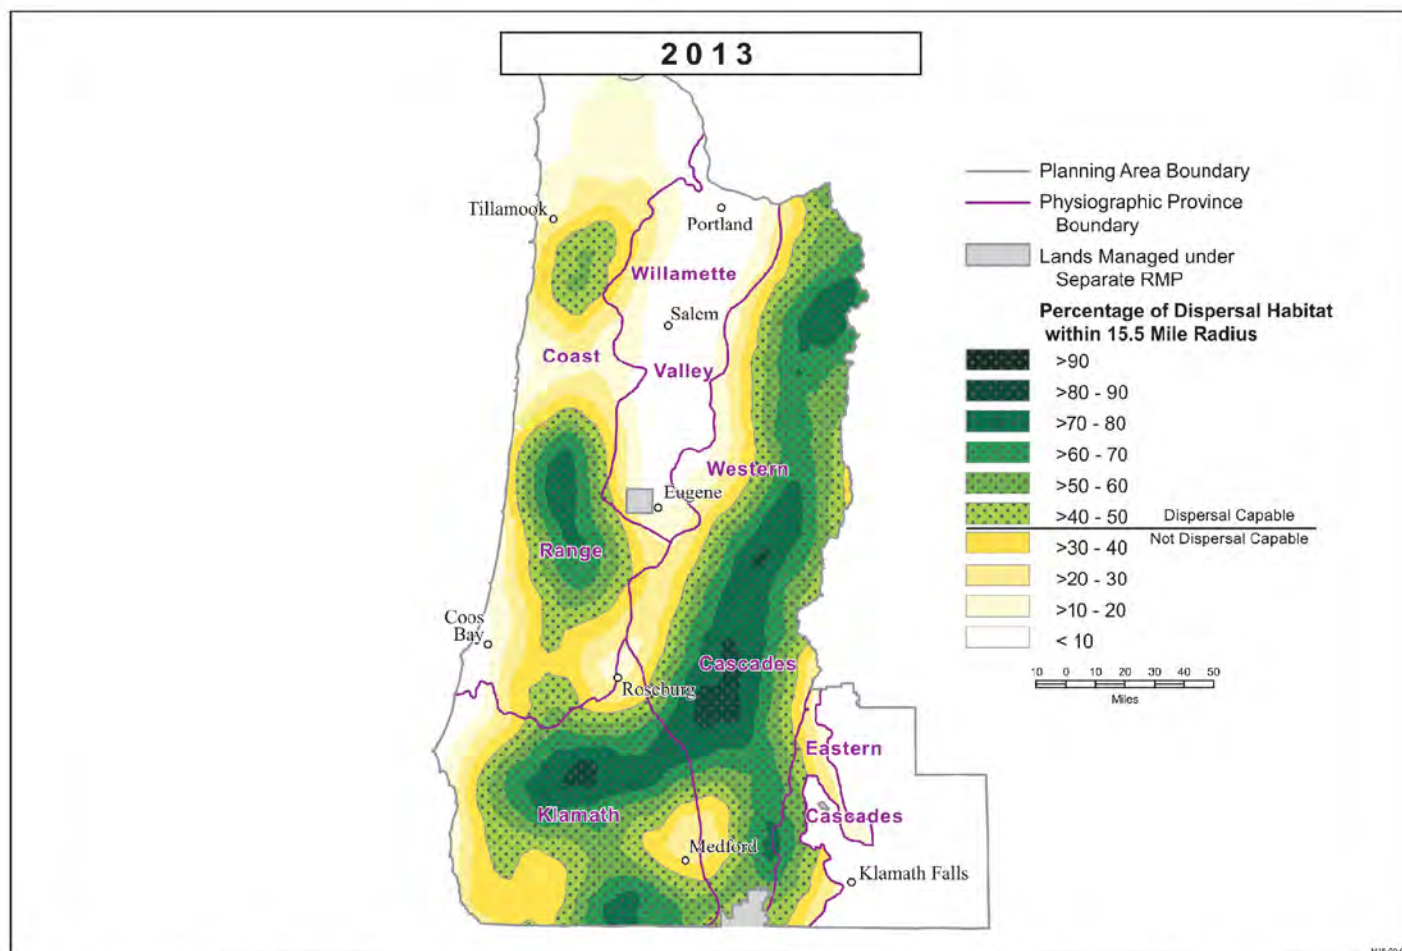 2013
Tillamook
Portland
Willamette
Salem
Coast
Valley
Western
Eugene
Range
Coos
Bay
Cascades
Roseburg
Eastern
Klamath
Cascades
Medford
Klamath Falls
Planning Area Boundary
Physiographic Province
Boundary
Lands Managed under
Separate RMP
Percentage of Dispersal Habitat
within 15.5 Mile Radius
>90
>80 - 90
>70 - 80
>60 - 70
>50 - 60
>40 - 50 Dispersal Capable
Not Dispersal Capable
>30 - 40
>20 - 30
>10 - 20
< 10
10 0 10 20 30 40 50
Miles